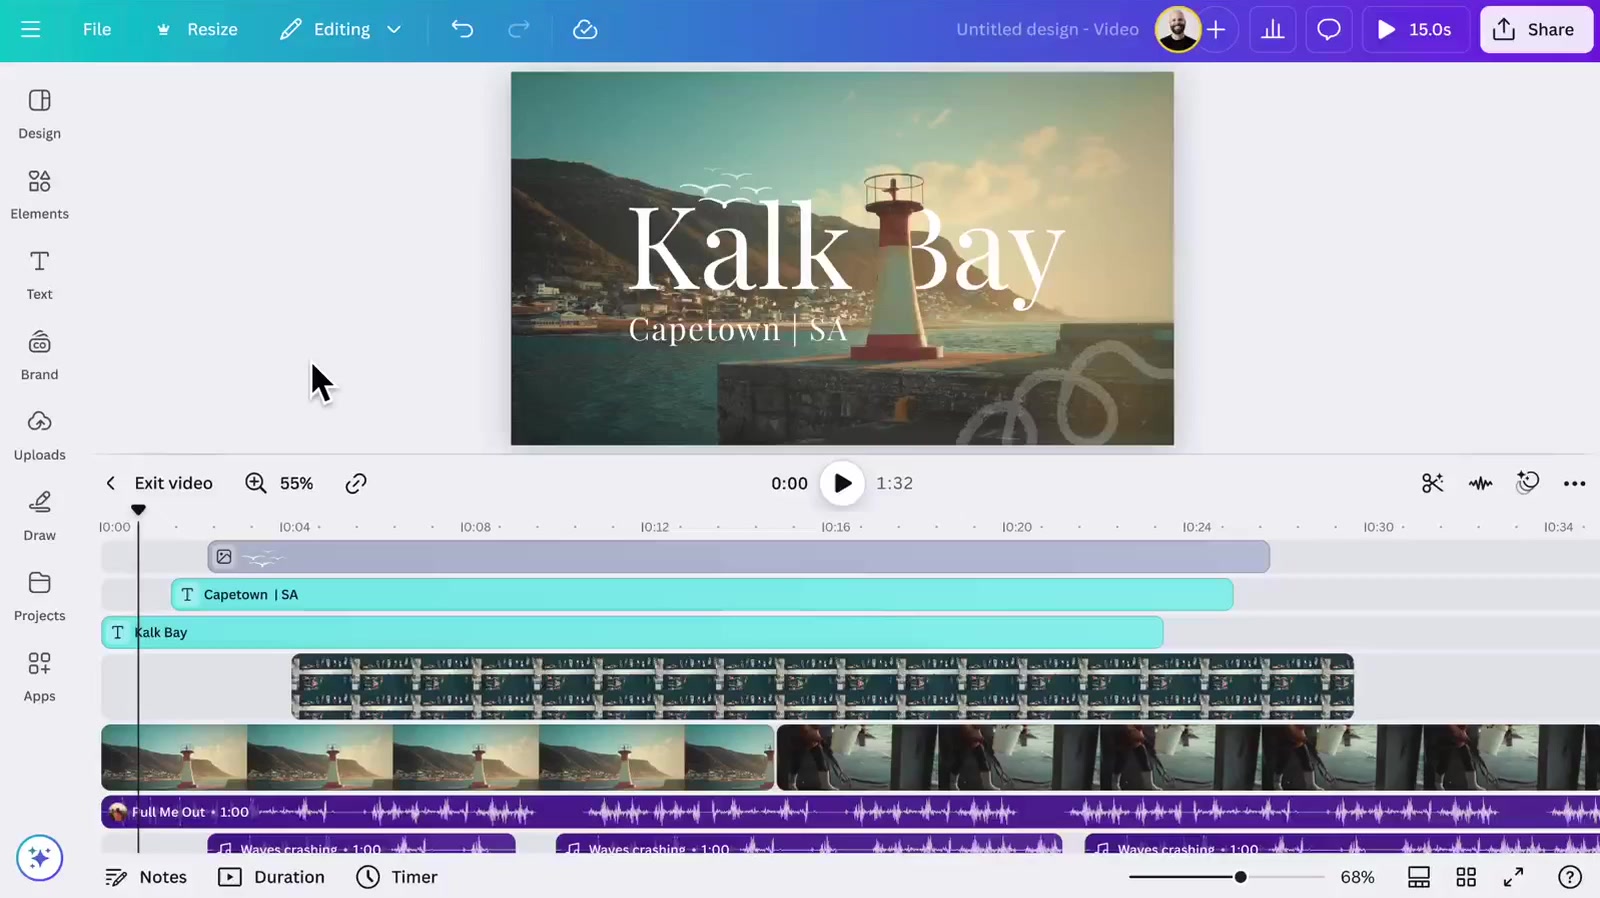 File
Resize
Editing
Untitled design - Video
15.0s
Share
Design
Elements
Text
Brand
Uploads
Draw
Projects
Apps
Kalk Bay
Capetown | SA
Exit video
55%
0:00
1:32
0:00 0:04 0:08 0:12 0:16 0:20 0:24 0:30 0:34
Capetown | SA
Kalk Bay
Pull Me Out • 1:00
Waves crashing • 1:00
Waves crashing • 1:00
Waves crashing • 1:00
Notes
Duration
Timer
68%